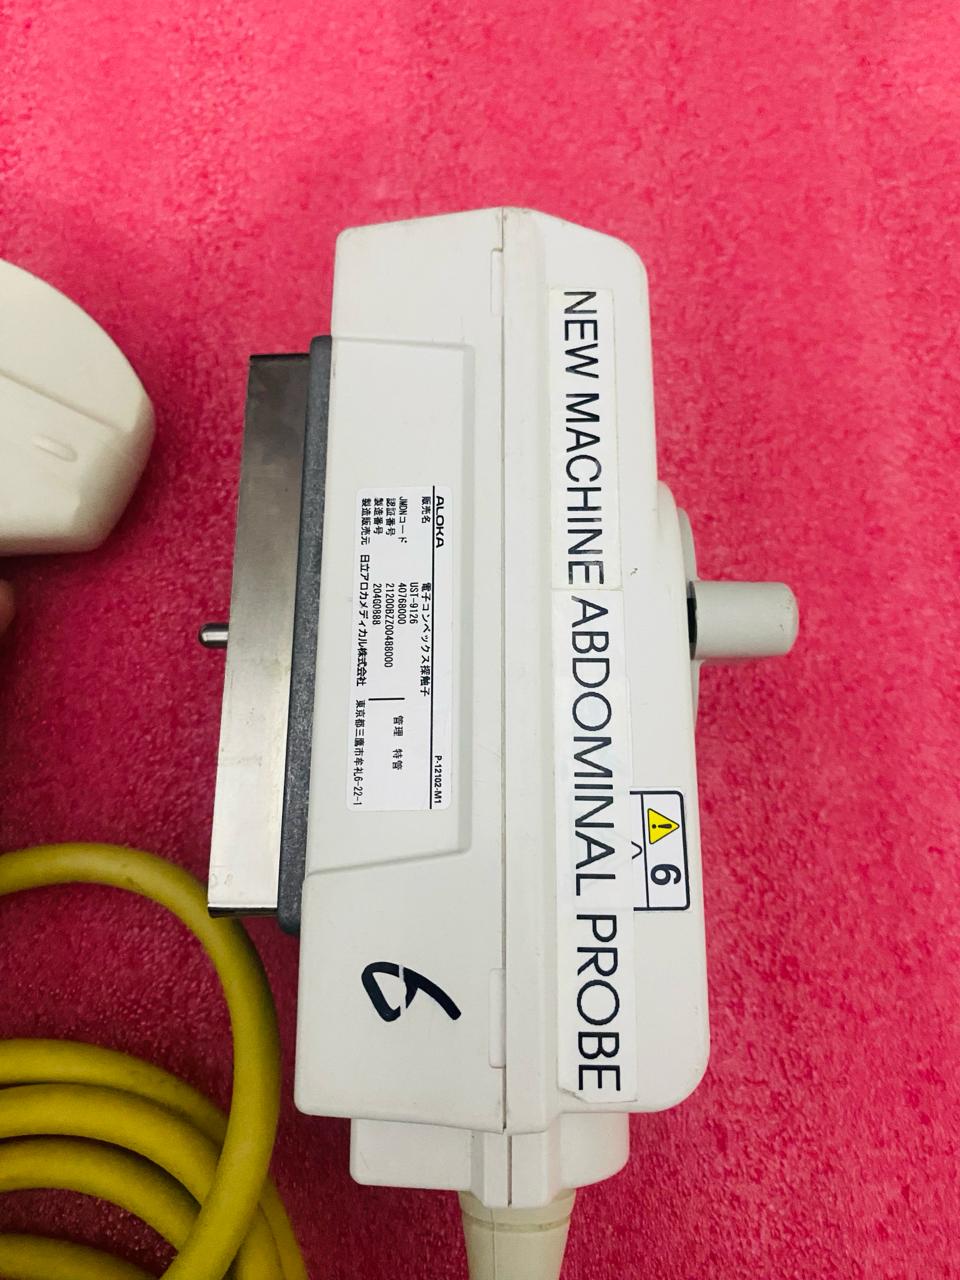 ALOKA P-12102-M1
販売名 電子コンベックス探触子
UST-9126
JMDNコード 40768000 管理 特管
認証番号 21200BZZ00488000
製造番号 204G0888
製造販売元 日立アロカメディカル株式会社 東京都三鷹市牟礼6-22-1
NEW MACHINE ABDOMINAL PROBE
6
6